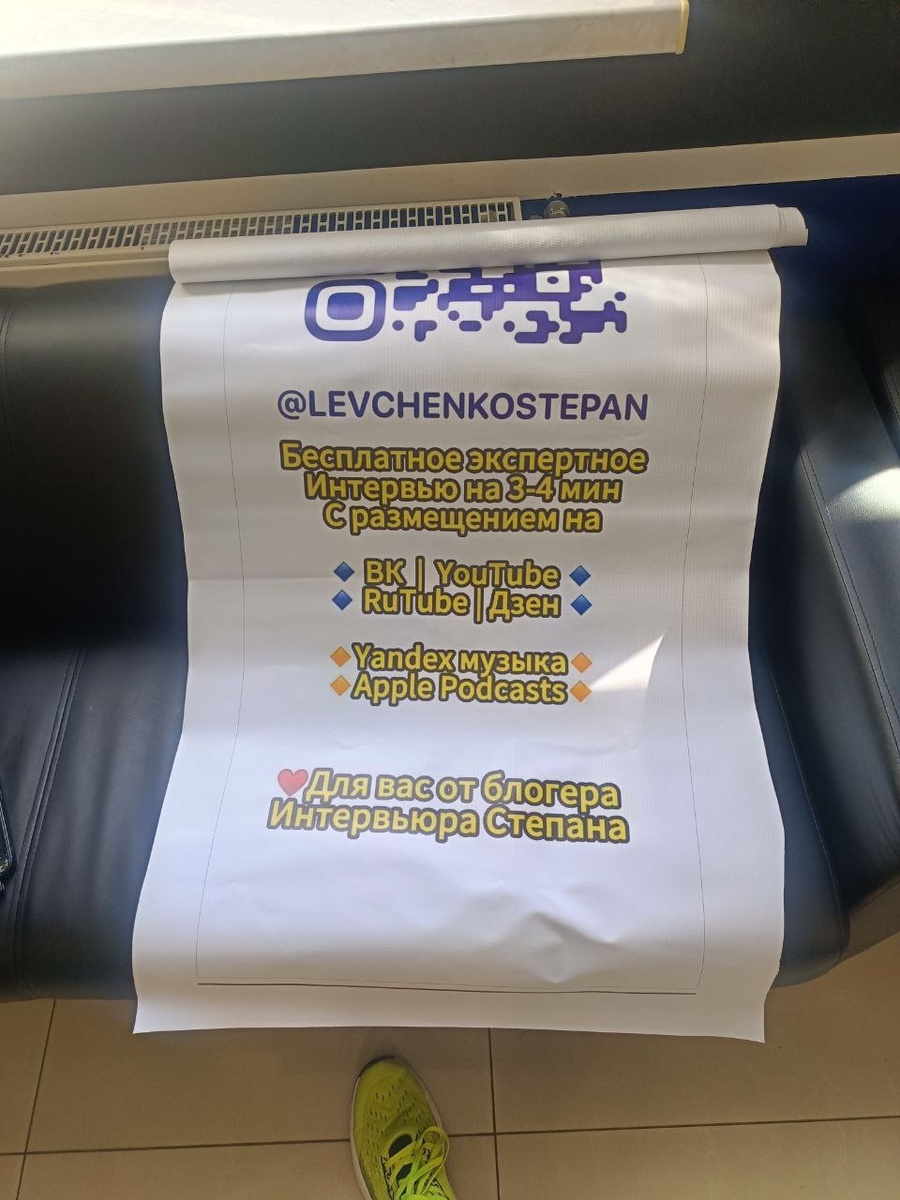 @LEVCHENKOSTEPAN
Бесплатное экспертное
Интервью на 3-4 мин
С размещением на
🔹 ВК | YouTube 🔹
🔹 RuTube | Дзен 🔹
🔸Yandex музыка🔸
🔸Apple Podcasts🔸
❤️Для вас от блогера
Интервьюра Степана